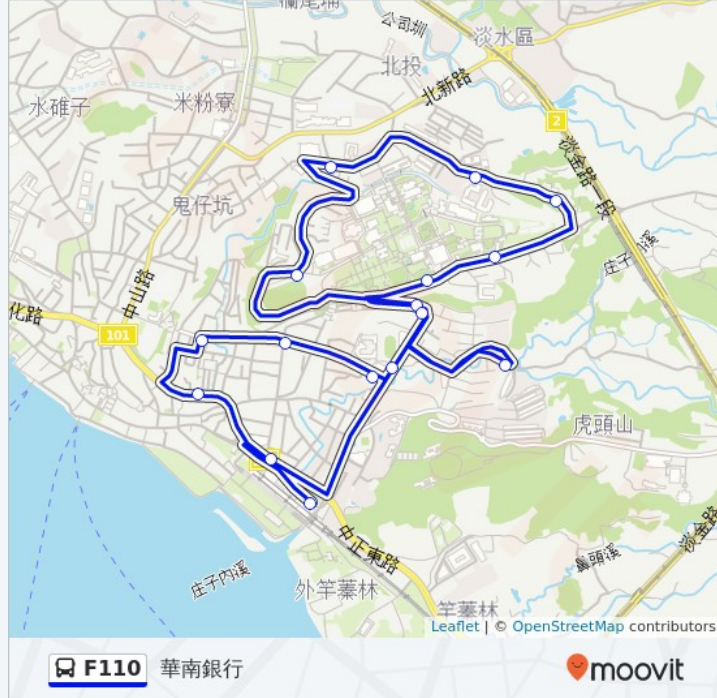 公司圳
淡水區
北投
北新路
水碓子
米粉寮
2
淡金路一段
鬼仔坑
庄子內溪
中山路
化路
101
虎頭山
中正東路
淡金路
鼻頭溪
庄子內溪
外竿蓁林
竿蓁林
Leaflet | © OpenStreetMap contributors
F110 華南銀行
moovit